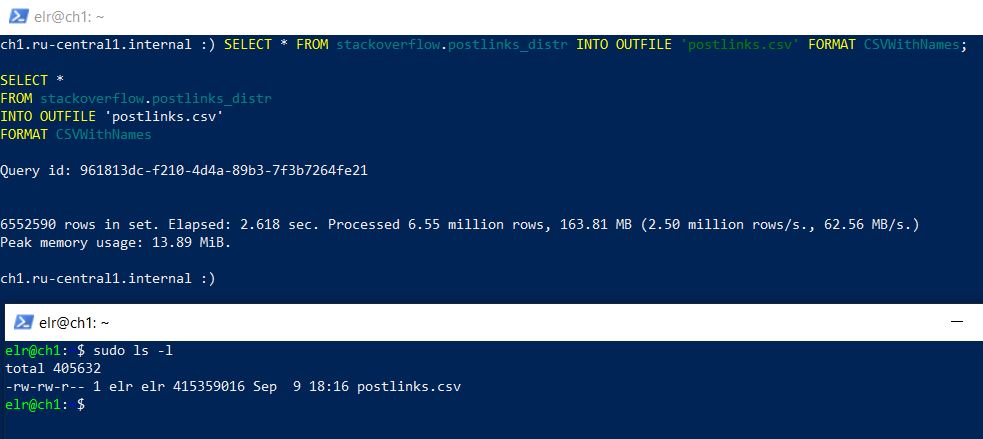 elr@ch1: ~
ch1.ru-central1.internal :) SELECT * FROM stackoverflow.postlinks_distr INTO OUTFILE 'postlinks.csv' FORMAT CSVWithNames;
SELECT *
FROM stackoverflow.postlinks_distr
INTO OUTFILE 'postlinks.csv'
FORMAT CSVWithNames
Query id: 961813dc-f210-4d4a-89b3-7f3b7264fe21
6552590 rows in set. Elapsed: 2.618 sec. Processed 6.55 million rows, 163.81 MB (2.50 million rows/s., 62.56 MB/s.)
Peak memory usage: 13.89 MiB.
ch1.ru-central1.internal :)
elr@ch1: ~
elr@ch1: $ sudo ls -l
total 405632
-rw-rw-r-- 1 elr elr 415359016 Sep  9 18:16 postlinks.csv
elr@ch1: $